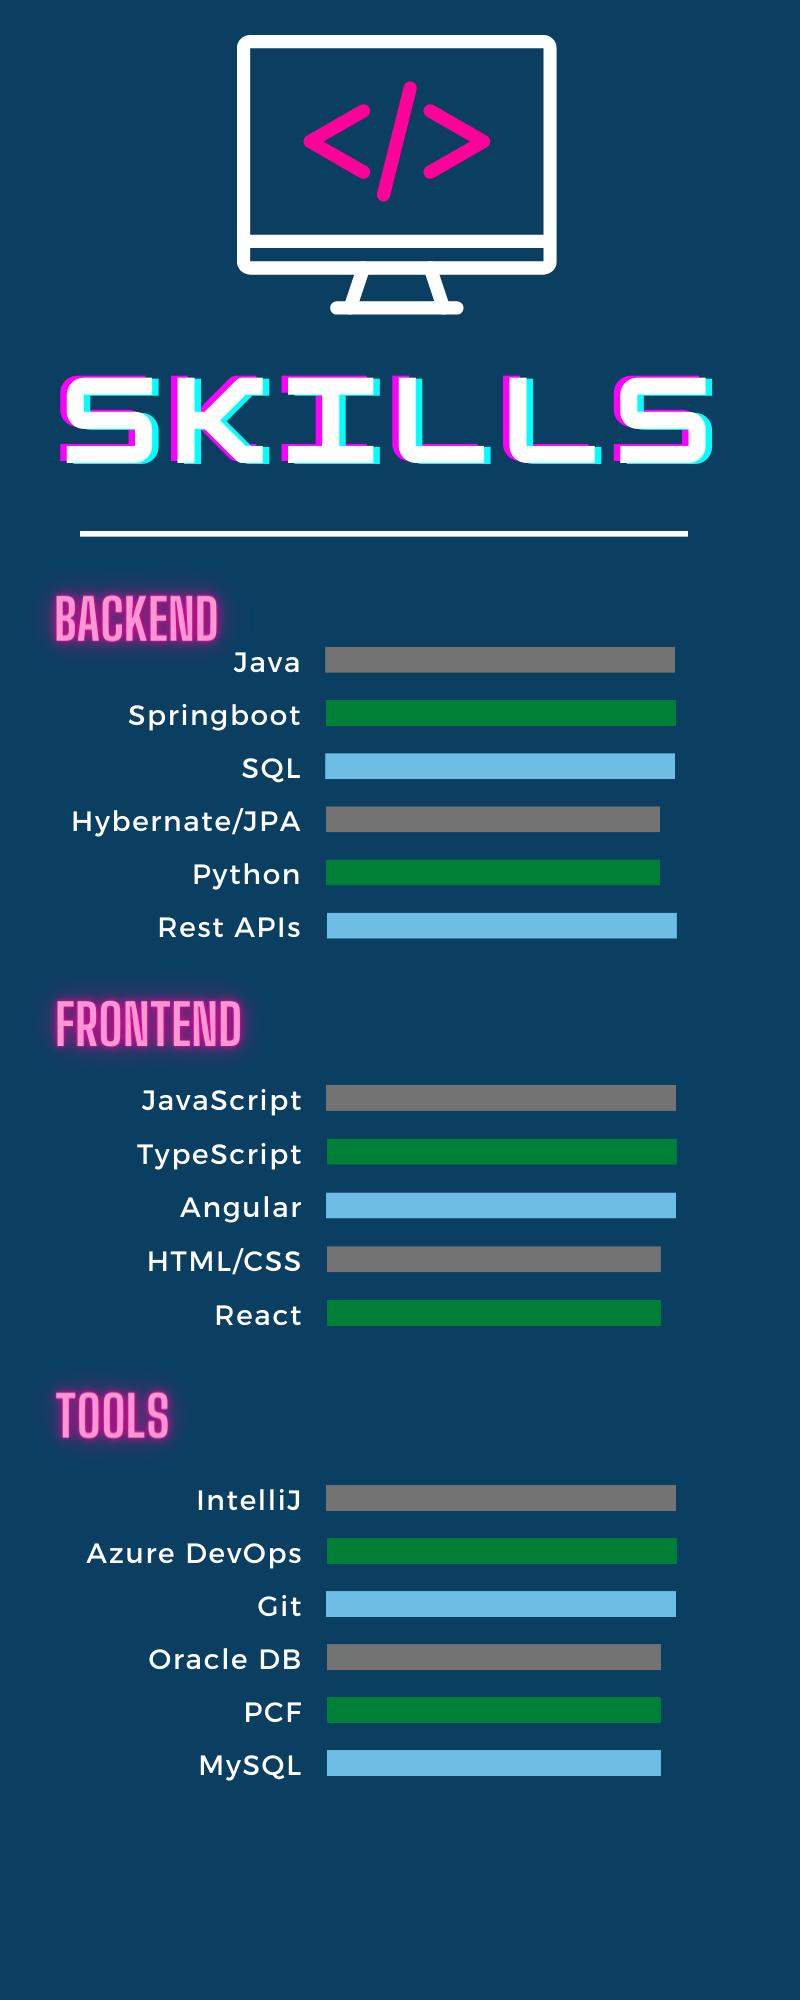 </>
SKILLS
BACKEND
Java
Springboot
SQL
Hybernate/JPA
Python
Rest APIs
FRONTEND
JavaScript
TypeScript
Angular
HTML/CSS
React
TOOLS
IntelliJ
Azure DevOps
Git
Oracle DB
PCF
MySQL